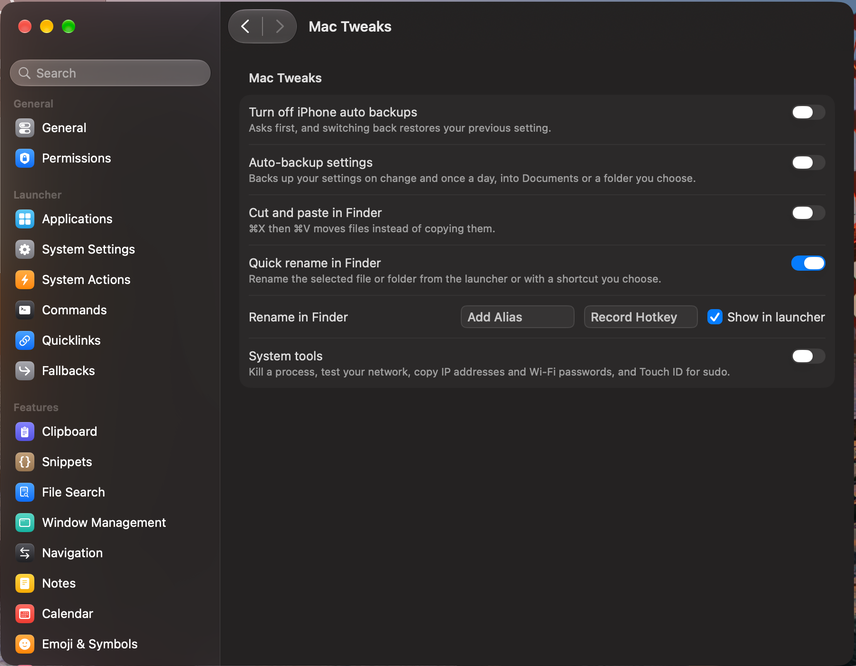 Mac Tweaks
Search
General
General
Permissions
Launcher
Applications
System Settings
System Actions
Commands
Quicklinks
Fallbacks
Features
Clipboard
Snippets
File Search
Window Management
Navigation
Notes
Calendar
Emoji & Symbols
Mac Tweaks
Turn off iPhone auto backups
Asks first, and switching back restores your previous setting.
Auto-backup settings
Backs up your settings on change and once a day, into Documents or a folder you choose.
Cut and paste in Finder
⌘X then ⌘V moves files instead of copying them.
Quick rename in Finder
Rename the selected file or folder from the launcher or with a shortcut you choose.
Rename in Finder Add Alias Record Hotkey Show in launcher
System tools
Kill a process, test your network, copy IP addresses and Wi-Fi passwords, and Touch ID for sudo.